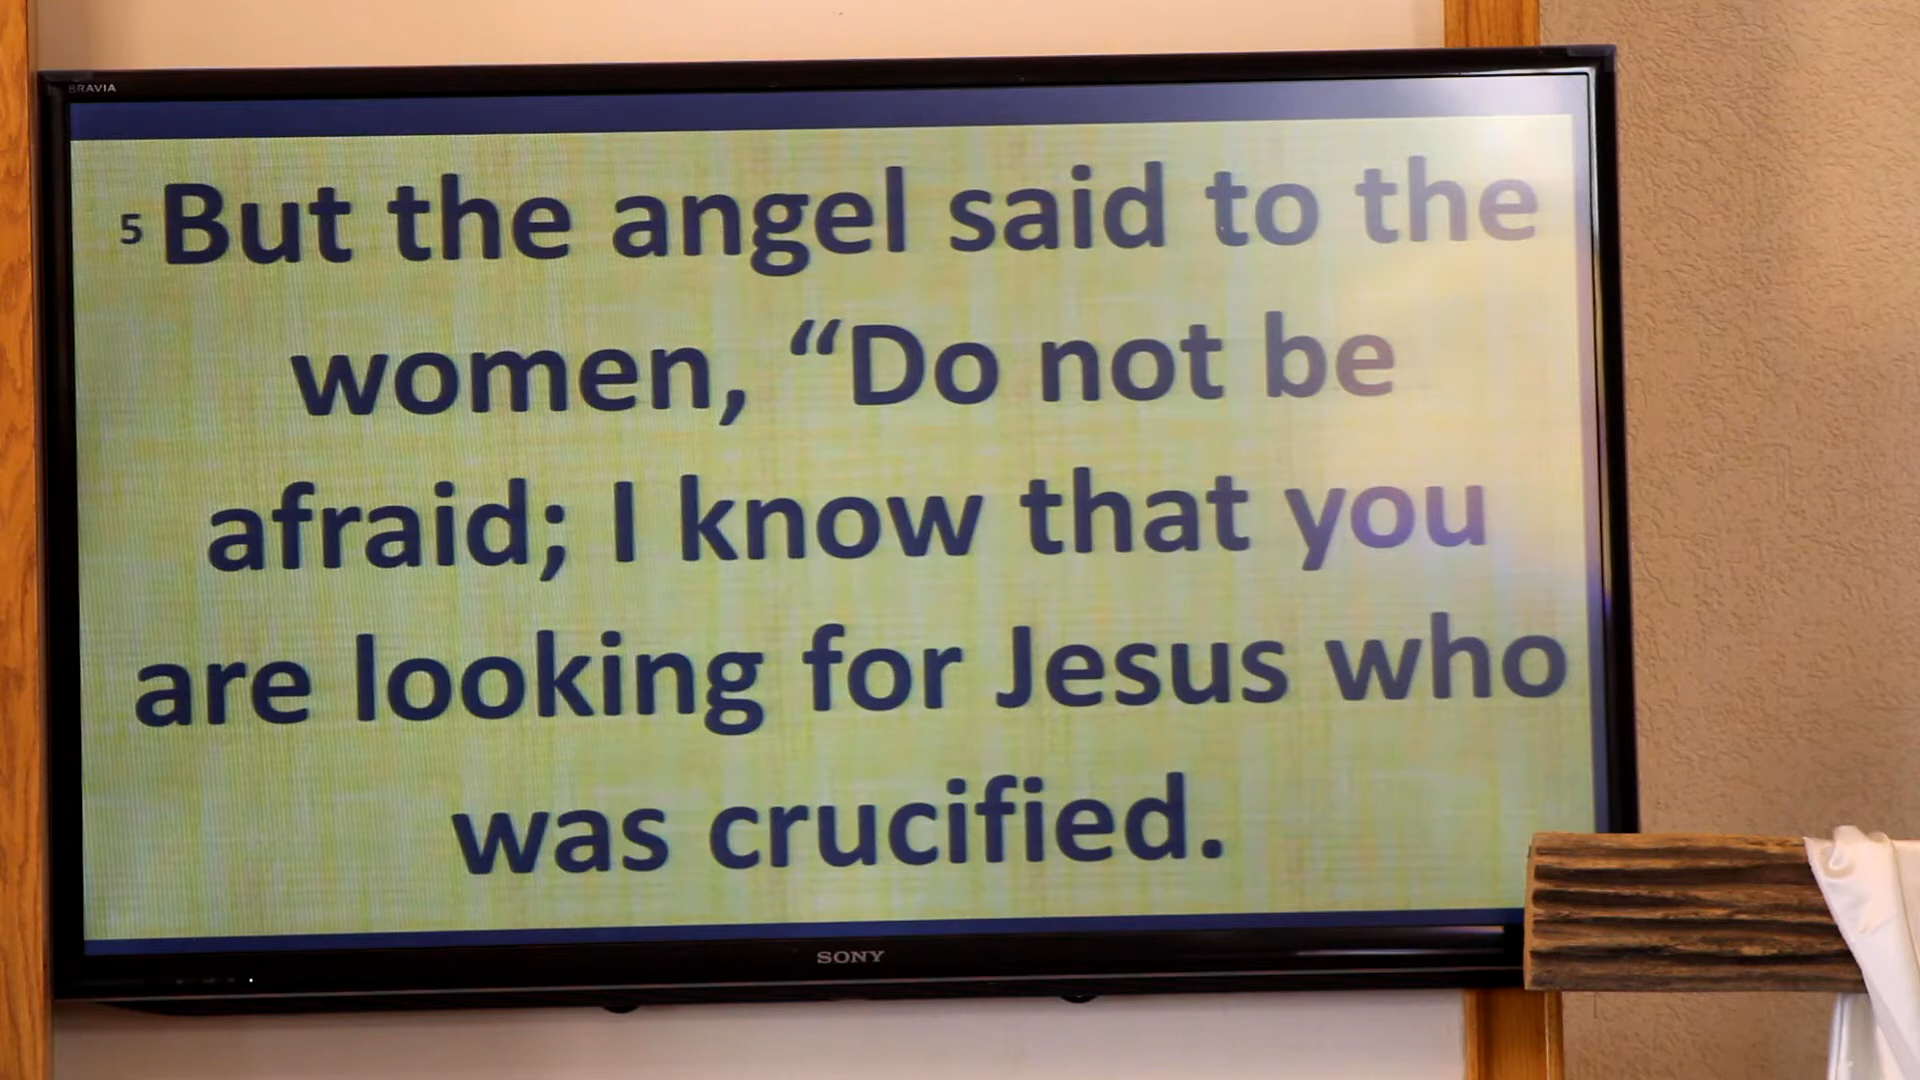 BRAVIA
5 But the angel said to the
women, “Do not be
afraid; I know that you
are looking for Jesus who
was crucified.
SONY